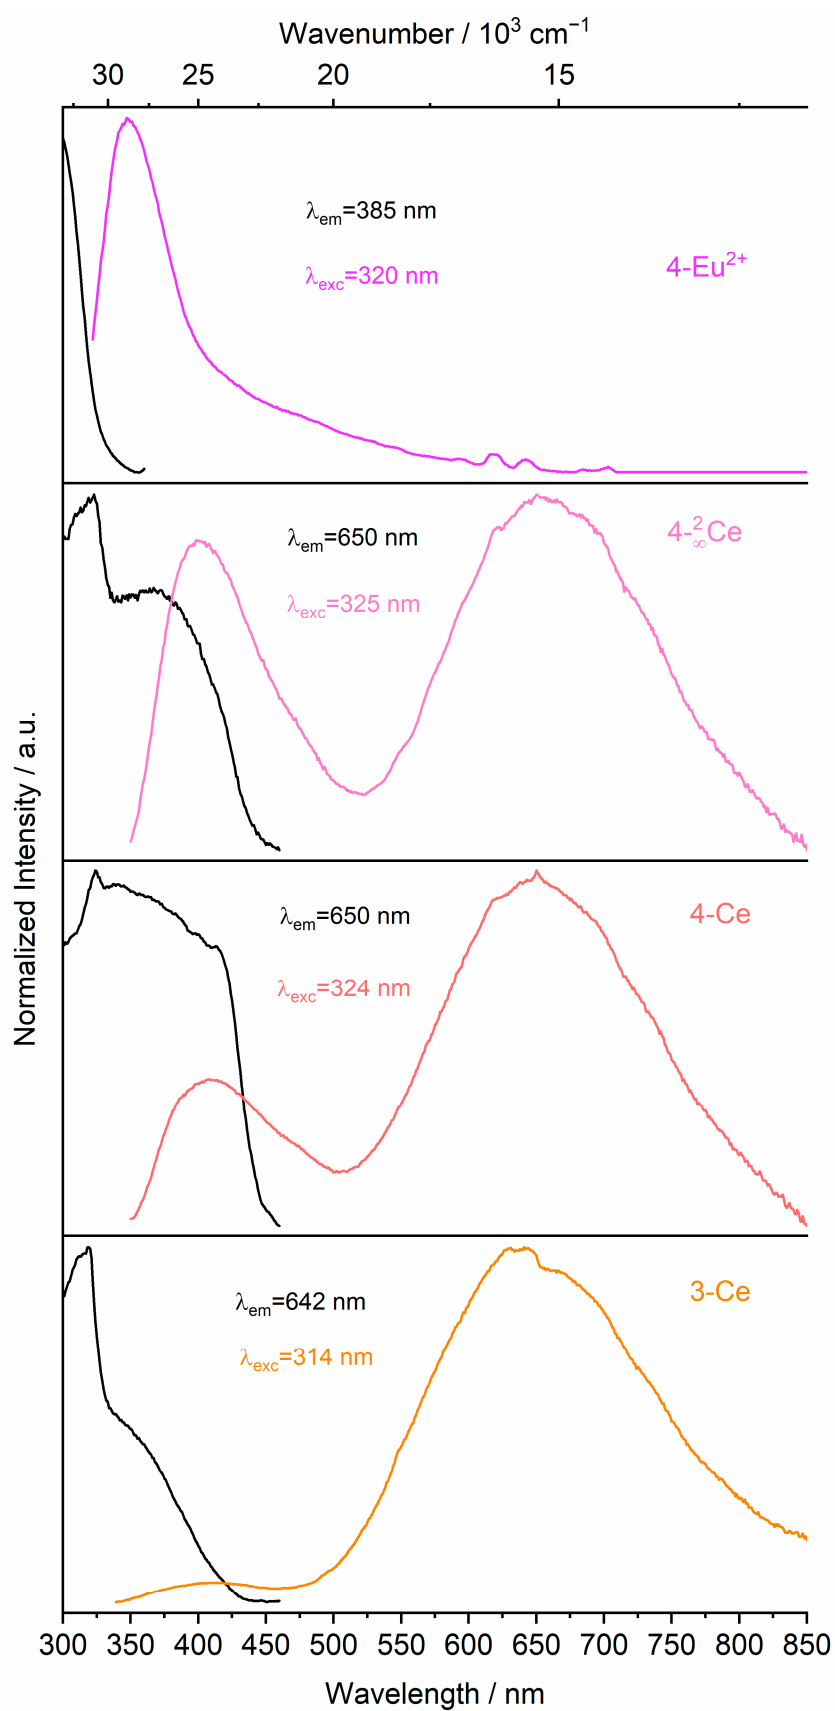 Wavenumber / 10³ cm⁻¹
30 25 20 15
λem=385 nm
λexc=320 nm
4-Eu²⁺
λem=650 nm
4-²∞Ce
λexc=325 nm
λem=650 nm
4-Ce
λexc=324 nm
λem=642 nm
3-Ce
λexc=314 nm
Normalized Intensity / a.u.
300 350 400 450 500 550 600 650 700 750 800 850
Wavelength / nm